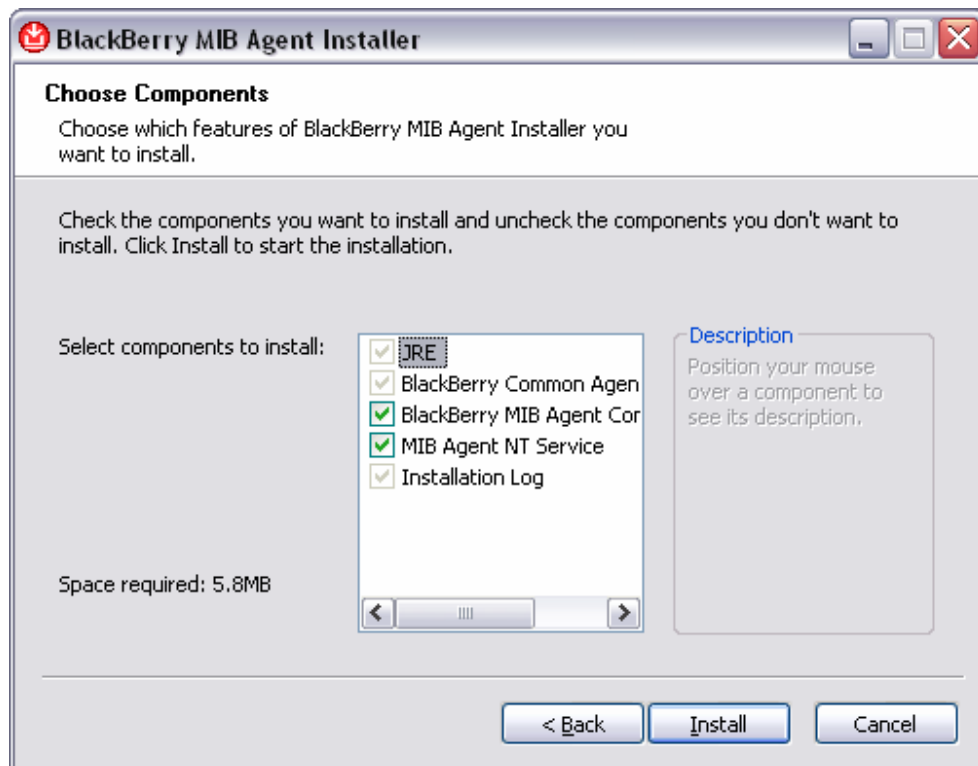 BlackBerry MIB Agent Installer
Choose Components
Choose which features of BlackBerry MIB Agent Installer you
want to install.
Check the components you want to install and uncheck the components you don't want to
install. Click Install to start the installation.
Select components to install:
JRE
BlackBerry Common Agen
BlackBerry MIB Agent Cor
MIB Agent NT Service
Installation Log
Description
Position your mouse
over a component to
see its description.
Space required: 5.8MB
< Back
Install
Cancel